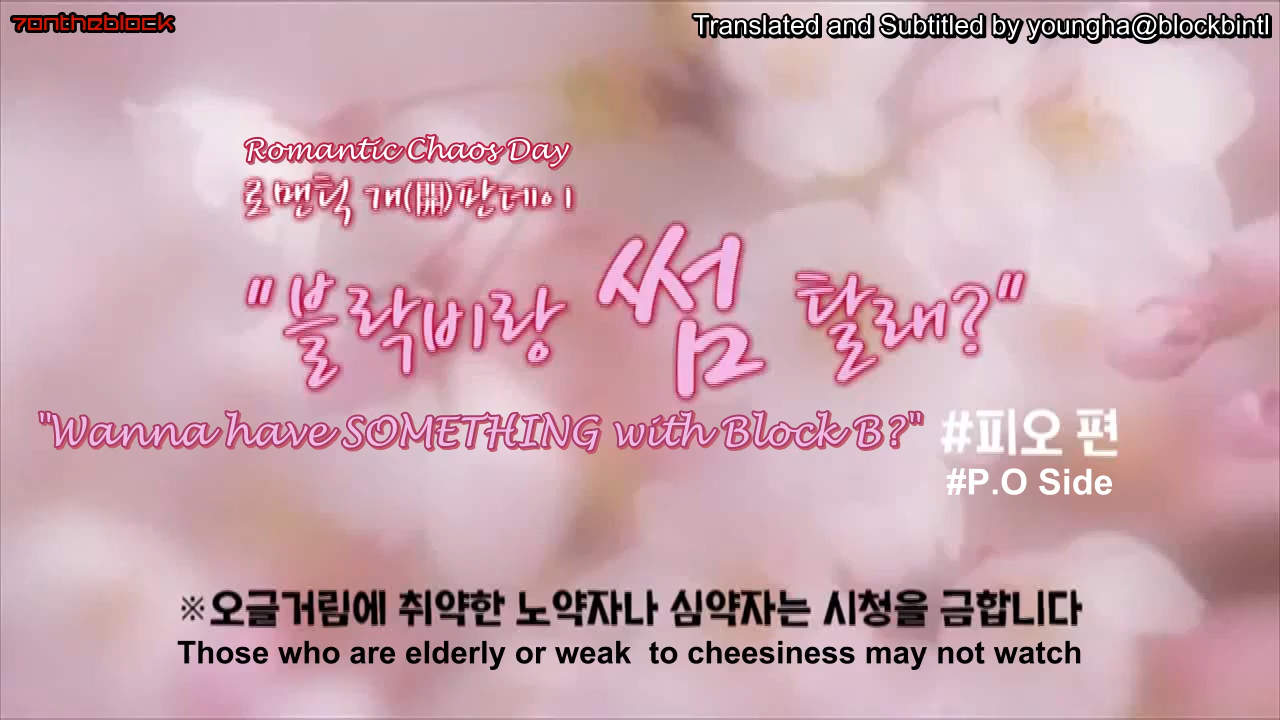 7ontheblock
Translated and Subtitled by youngha@blockbintl
Romantic Chaos Day
로맨틱 개(開)판데이
"블락비랑 썸 탈래?"
"Wanna have SOMETHING with Block B?"
#피오 편
#P.O Side
※오글거림에 취약한 노약자나 심약자는 시청을 금합니다
Those who are elderly or weak  to cheesiness may not watch